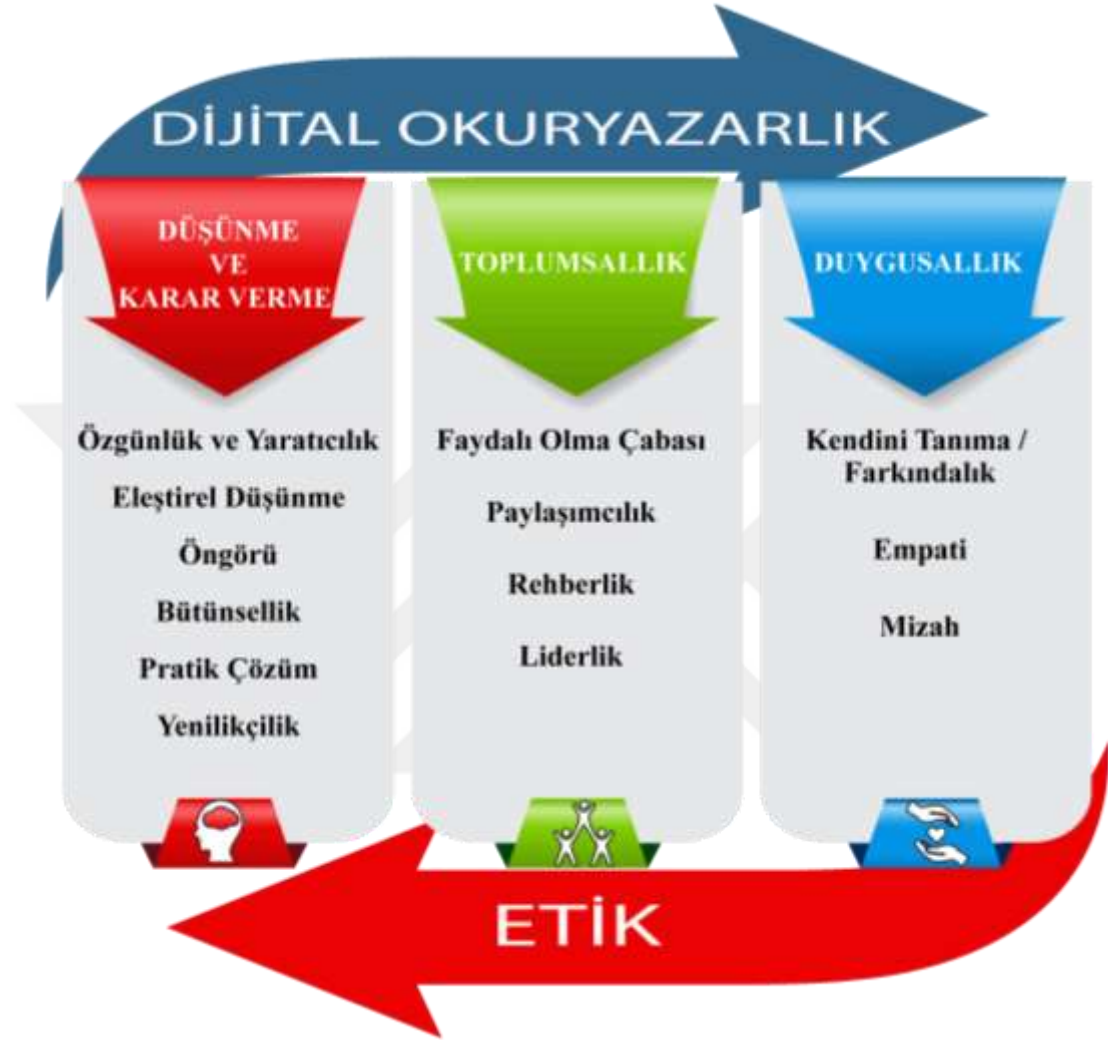 DİJİTAL OKURYAZARLIK
DÜŞÜNME
VE
KARAR VERME
Özgünlük ve Yaratıcılık
Eleştirel Düşünme
Öngörü
Bütünsellik
Pratik Çözüm
Yenilikçilik
TOPLUMSALLIK
Faydalı Olma Çabası
Paylaşımcılık
Rehberlik
Liderlik
DUYGUSALLIK
Kendini Tanıma /
Farkındalık
Empati
Mizah
ETİK